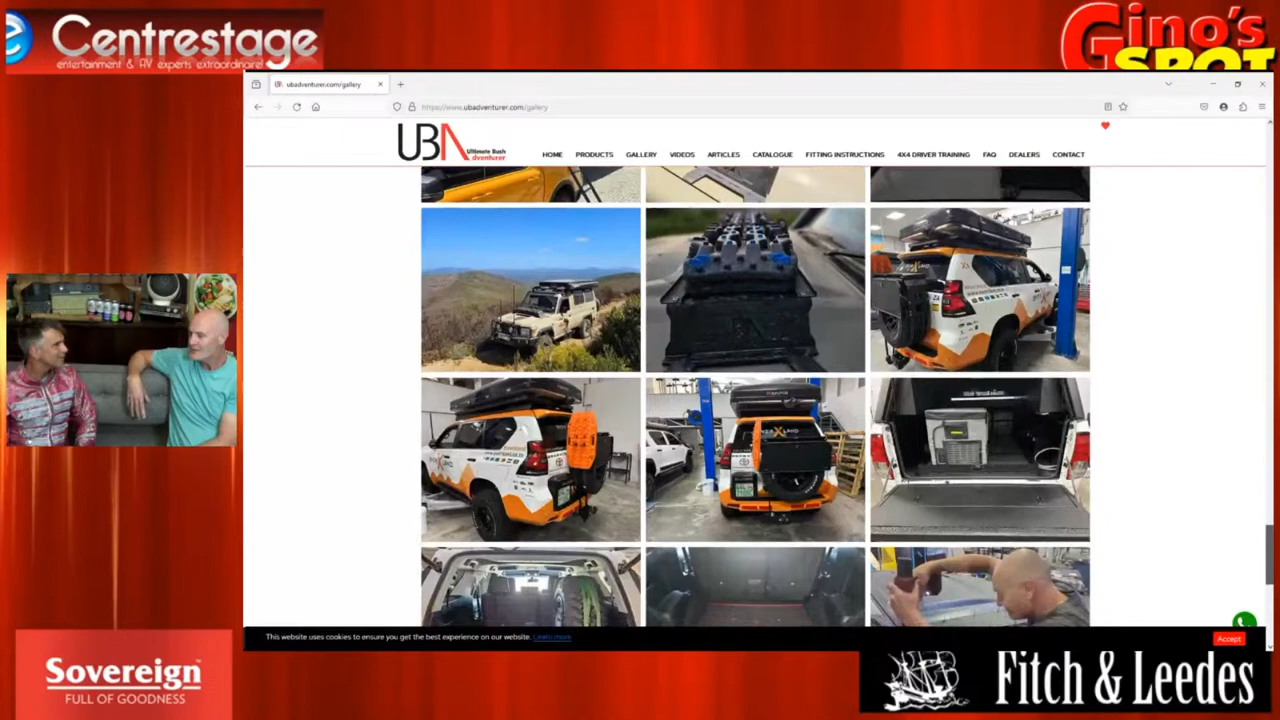 e Centrestage
entertainment & AV experts extraordinaire!
Gino's
SPOT
ubadventurer.com/gallery
https://www.ubadventurer.com/gallery
UBA
Ultimate Bush
dventurer
HOME PRODUCTS GALLERY VIDEOS ARTICLES CATALOGUE FITTING INSTRUCTIONS 4X4 DRIVER TRAINING FAQ DEALERS CONTACT
This website uses cookies to ensure you get the best experience on our website. Learn more
Accept
Sovereign™
FULL OF GOODNESS
Fitch & Leedes